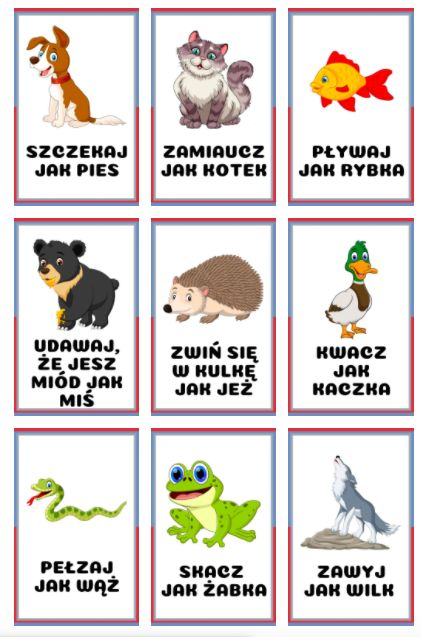 SZCZEKAJ
JAK PIES
ZAMIAUCZ
JAK KOTEK
PŁYWAJ
JAK RYBKA
UDAWAJ,
ŻE JESZ
MIÓD JAK
MIŚ
ZWIŃ SIĘ
W KULKĘ
JAK JEŻ
KWACZ
JAK
KACZKA
PEŁZAJ
JAK WĄŻ
SKACZ
JAK ŻABKA
ZAWYJ
JAK WILK